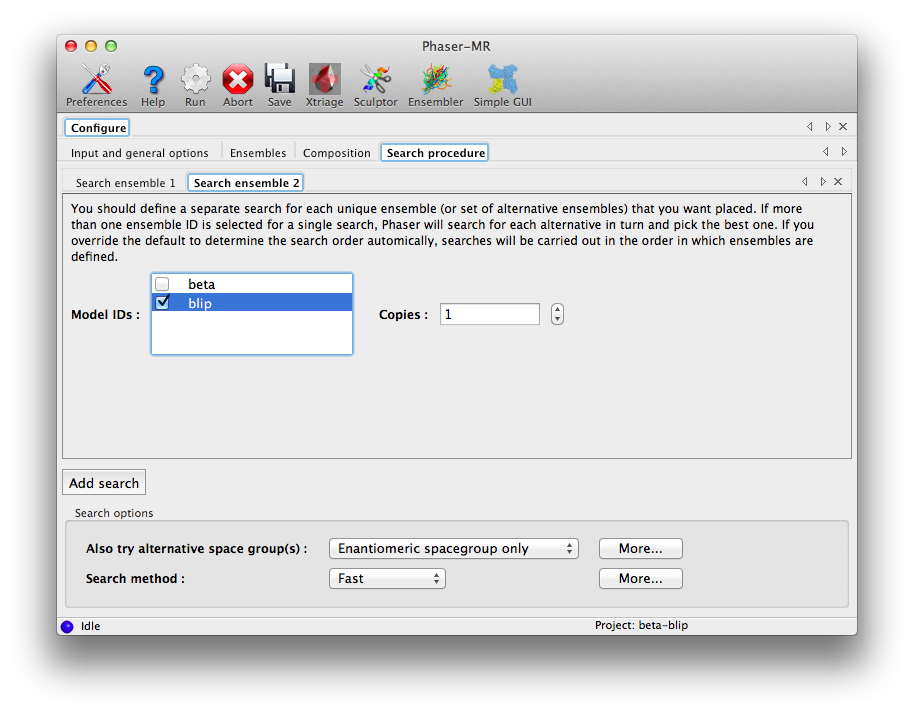 Phaser-MR
Preferences Help Run Abort Save Xtriage Sculptor Ensembler Simple GUI
Configure
Input and general options Ensembles Composition Search procedure
Search ensemble 1 Search ensemble 2
You should define a separate search for each unique ensemble (or set of alternative ensembles) that you want placed. If more
than one ensemble ID is selected for a single search, Phaser will search for each alternative in turn and pick the best one. If you
override the default to determine the search order automically, searches will be carried out in the order in which ensembles are
defined.
beta
blip
Model IDs : Copies : 1
Add search
Search options
Also try alternative space group(s) : Enantiomeric spacegroup only More...
Search method : Fast More...
Idle Project: beta-blip